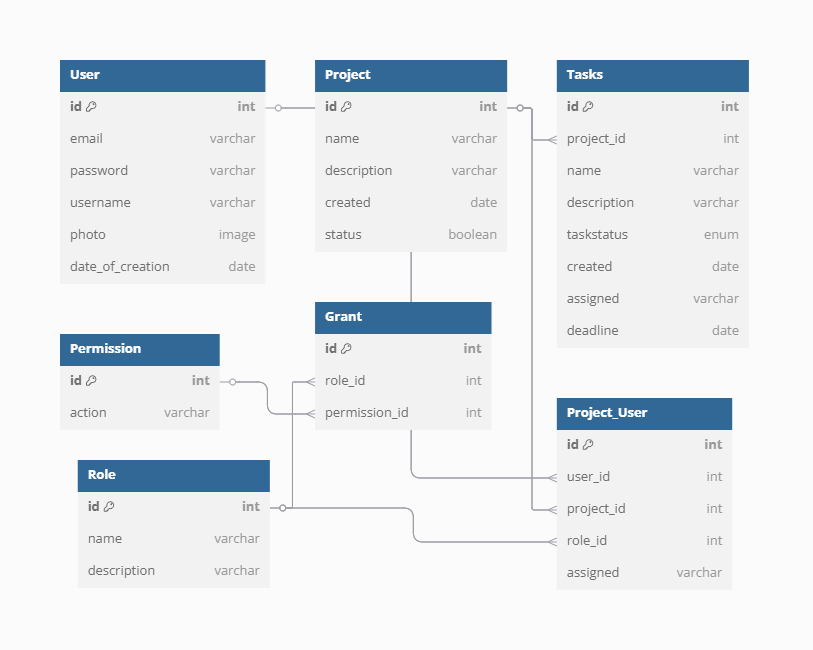 User
id int
email varchar
password varchar
username varchar
photo image
date_of_creation date
Project
id int
name varchar
description varchar
created date
status boolean
Tasks
id int
project_id int
name varchar
description varchar
taskstatus enum
created date
assigned varchar
deadline date
Permission
id int
action varchar
Grant
id int
role_id int
permission_id int
Role
id int
name varchar
description varchar
Project_User
id int
user_id int
project_id int
role_id int
assigned varchar